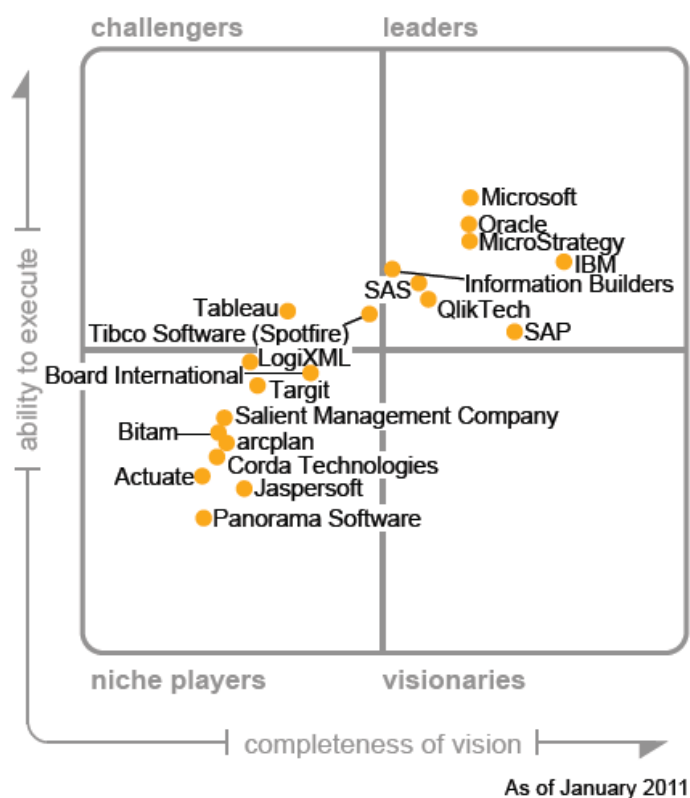 challengers
leaders
Microsoft
Oracle
MicroStrategy
IBM
Information Builders
SAS
QlikTech
Tableau
SAP
Tibco Software (Spotfire)
LogiXML
Board International
Targit
Salient Management Company
Bitam
arcplan
Corda Technologies
Actuate
Jaspersoft
Panorama Software
ability to execute
niche players
visionaries
completeness of vision
As of January 2011